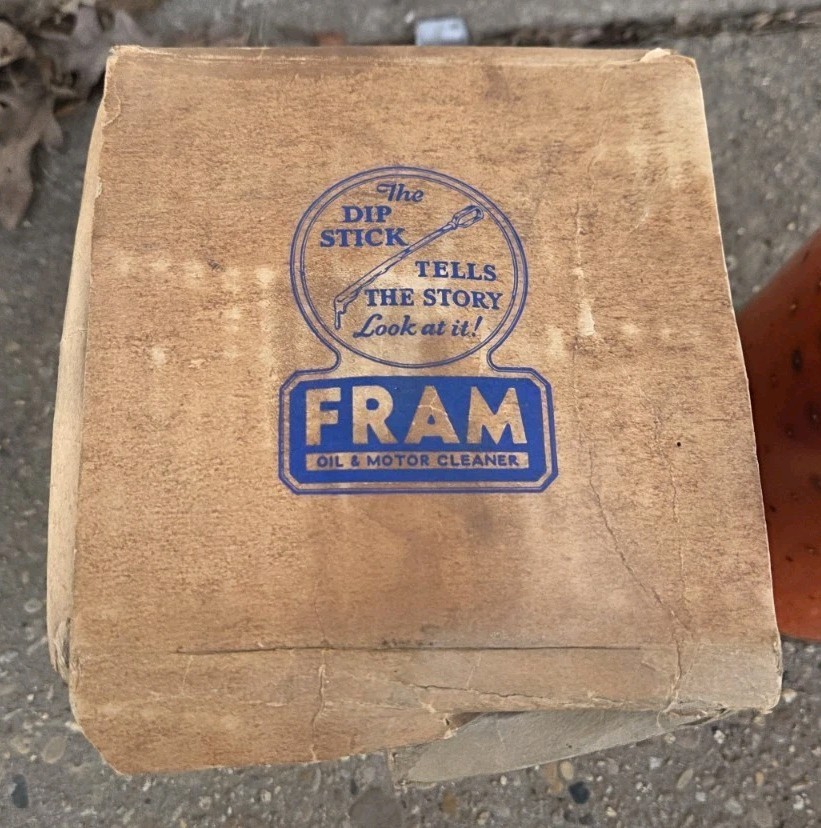 The
DIP
STICK
TELLS
THE STORY
Look at it!
FRAM
OIL & MOTOR CLEANER